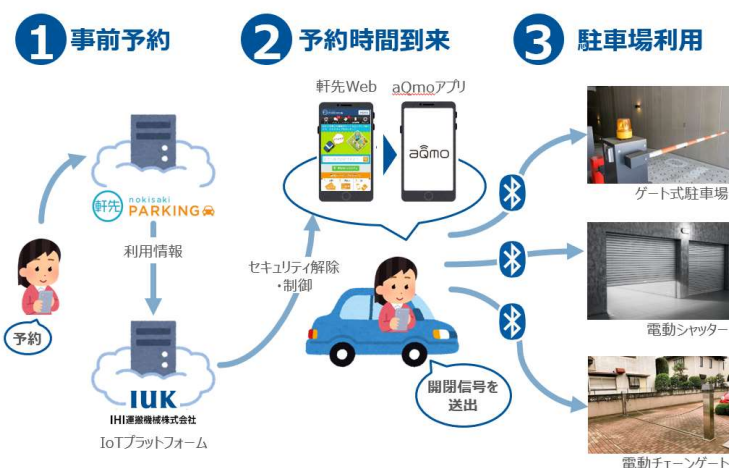 1 事前予約
2 予約時間到来
3 駐車場利用
軒先Web aQmoアプリ
aQmo
ゲート式駐車場
軒先 nokisaki
PARKING
利用情報
予約
セキュリティ解除
・制御
電動シャッター
IUK
IHI運搬機械株式会社
IoTプラットフォーム
開閉信号を
送出
電動チェーンゲート